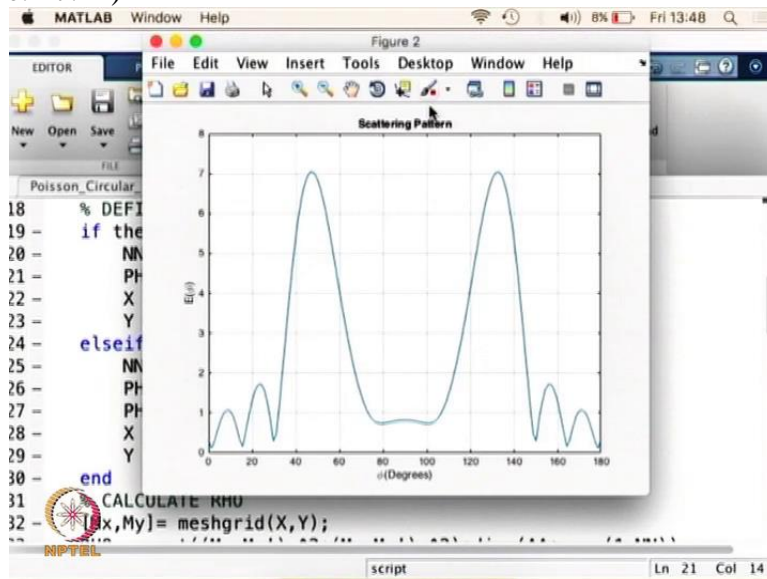 MATLAB Window Help 8% Fri 13:48
Figure 2
EDITOR
File Edit View Insert Tools Desktop Window Help
New Open Save
FILE
Scattering Pattern
Poisson_Circular_
8
7
6
5
4
3
2
1
0
0 20 40 60 80 100 120 140 160 180
ϕ(Degrees)
18 % DEFI
19 if the
20 NN
21 PH
22 X
23 Y
24 elseif
25 NN
26 PH
27 PH
28 X
29 Y
30 end
31 % CALCULATE RHO
32 x,My]= meshgrid(X,Y);
NPTEL
script Ln 21 Col 14